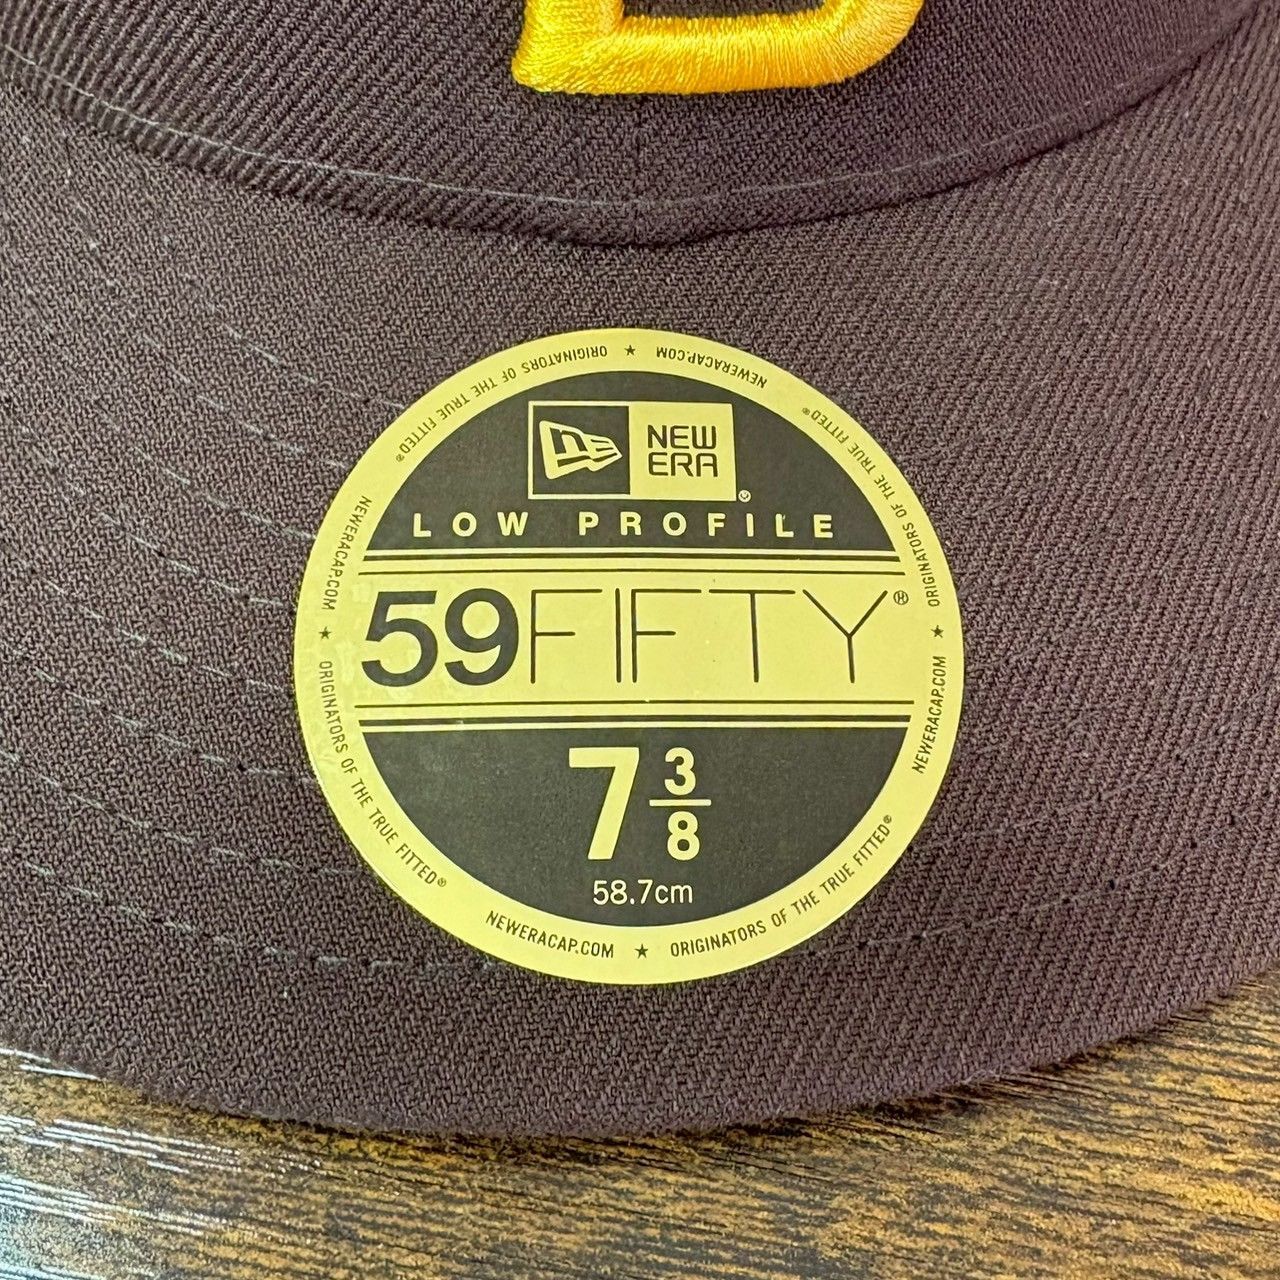 NEW
ERA
LOW PROFILE
59FIFTY®
7 3/8
58.7cm
NEWERACAP.COM ★ ORIGINATORS OF THE TRUE FITTED®
NEWERACAP.COM ★ ORIGINATORS OF THE TRUE FITTED®
NEWERACAP.COM ★ ORIGINATORS OF THE TRUE FITTED®
NEWERACAP.COM ★ ORIGINATORS OF THE TRUE FITTED®